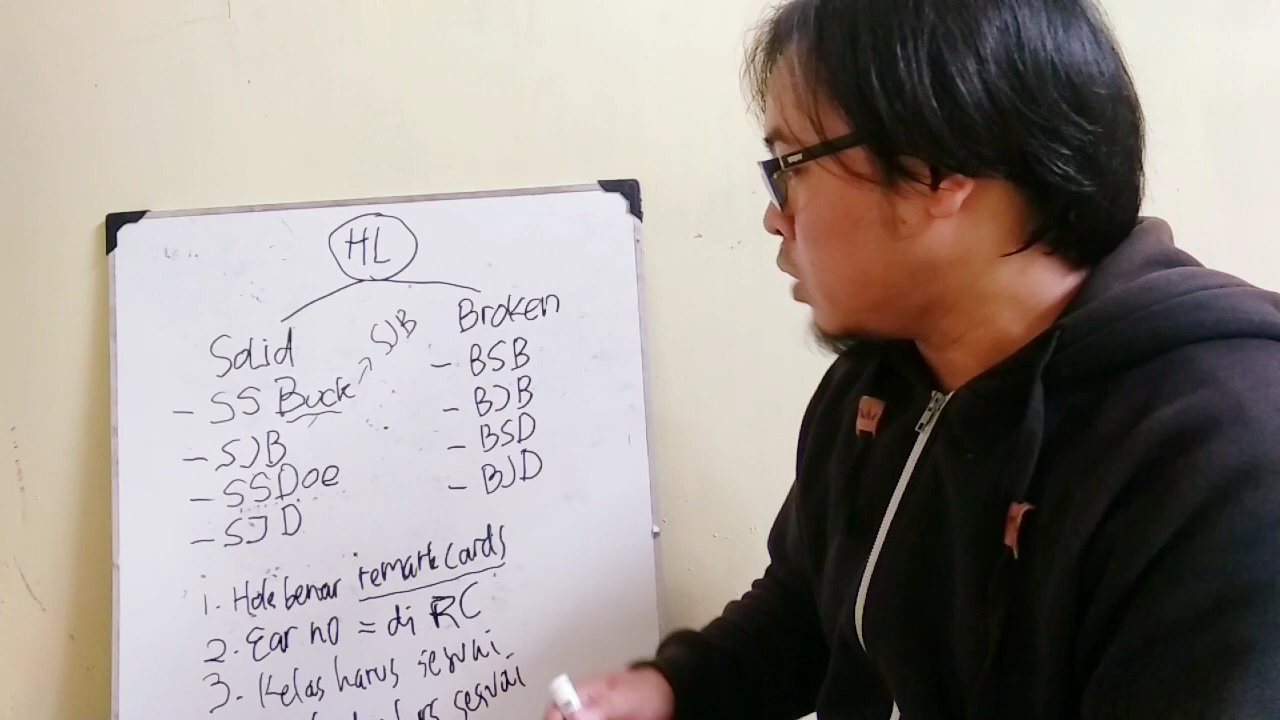 HL
Solid
Broken
- SS Buck
SJB
- SJB
- SSDoe
- SJD
- BSB
- BJB
- BSD
- BJD
1. Hole benar remark cards
2. Ear no = di RC
3. Kelas harus sesuai
sesuai